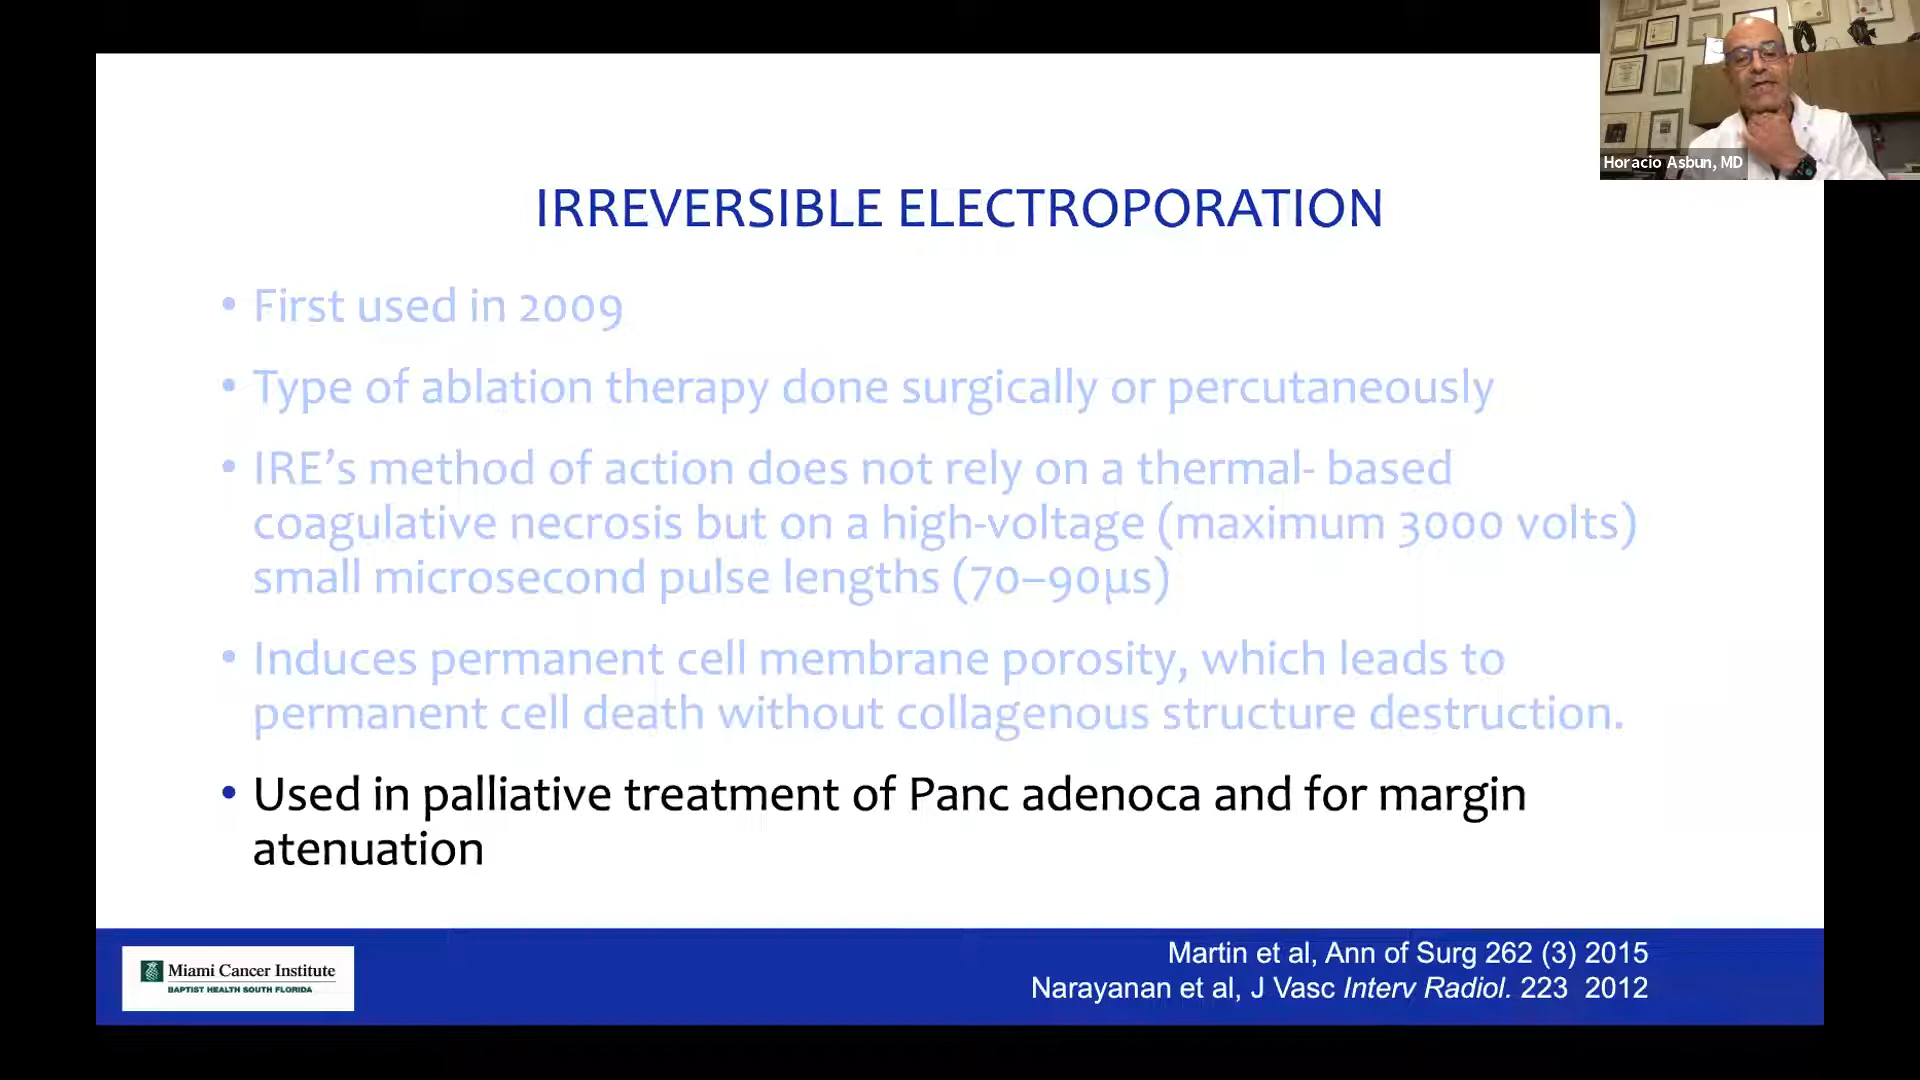 Horacio Asbun, MD
IRREVERSIBLE ELECTROPORATION
• First used in 2009
• Type of ablation therapy done surgically or percutaneously
• IRE’s method of action does not rely on a thermal- based
coagulative necrosis but on a high-voltage (maximum 3000 volts)
small microsecond pulse lengths (70–90µs)
• Induces permanent cell membrane porosity, which leads to
permanent cell death without collagenous structure destruction.
• Used in palliative treatment of Panc adenoca and for margin
atenuation
Miami Cancer Institute
BAPTIST HEALTH SOUTH FLORIDA
Martin et al, Ann of Surg 262 (3) 2015
Narayanan et al, J Vasc Interv Radiol. 223 2012